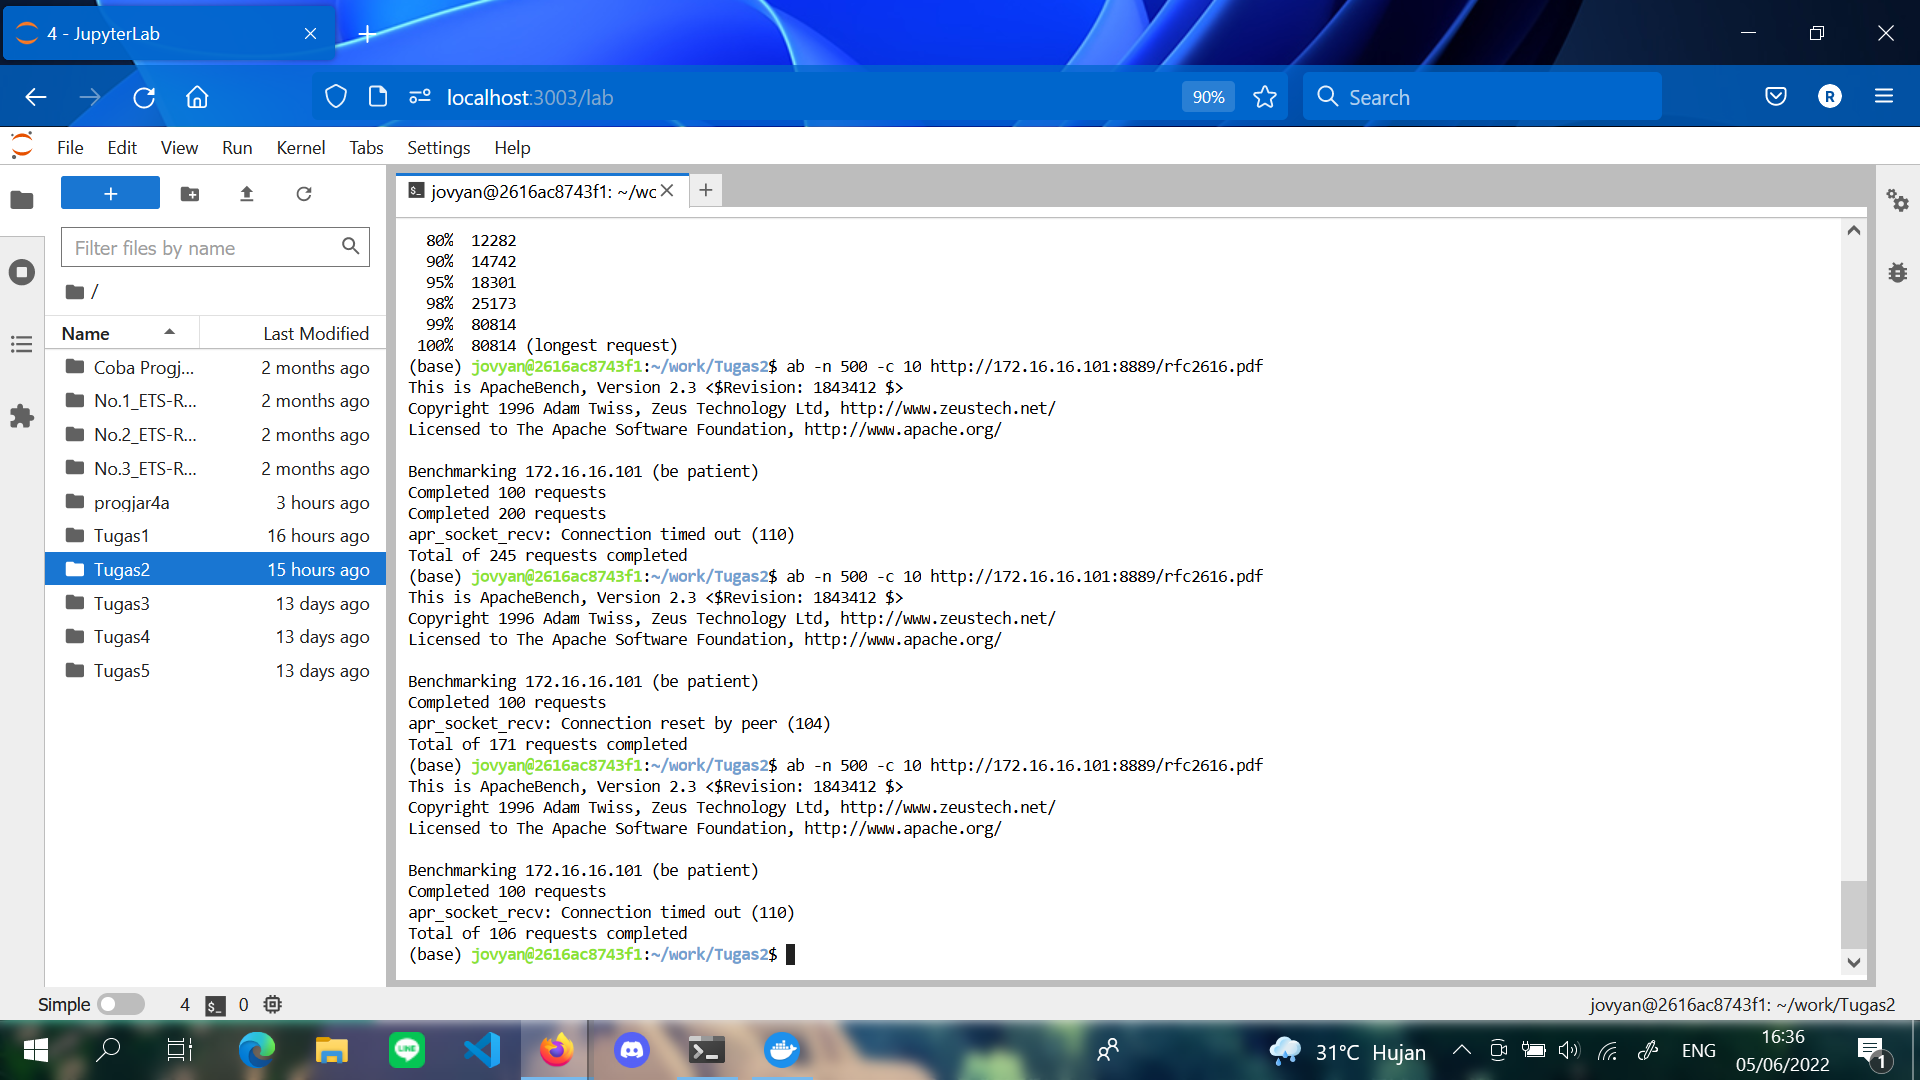 4 - JupyterLab
localhost:3003/lab
90%
Search
R
File Edit View Run Kernel Tabs Settings Help
jovyan@2616ac8743f1: ~/wc
Filter files by name
/
Name Last Modified
Coba Progj... 2 months ago
No.1_ETS-R... 2 months ago
No.2_ETS-R... 2 months ago
No.3_ETS-R... 2 months ago
progjar4a 3 hours ago
Tugas1 16 hours ago
Tugas2 15 hours ago
Tugas3 13 days ago
Tugas4 13 days ago
Tugas5 13 days ago
80% 12282
90% 14742
95% 18301
98% 25173
99% 80814
100% 80814 (longest request)
(base) jovyan@2616ac8743f1:~/work/Tugas2$ ab -n 500 -c 10 http://172.16.16.101:8889/rfc2616.pdf
This is ApacheBench, Version 2.3 <$Revision: 1843412 $>
Copyright 1996 Adam Twiss, Zeus Technology Ltd, http://www.zeustech.net/
Licensed to The Apache Software Foundation, http://www.apache.org/
Benchmarking 172.16.16.101 (be patient)
Completed 100 requests
Completed 200 requests
apr_socket_recv: Connection timed out (110)
Total of 245 requests completed
(base) jovyan@2616ac8743f1:~/work/Tugas2$ ab -n 500 -c 10 http://172.16.16.101:8889/rfc2616.pdf
This is ApacheBench, Version 2.3 <$Revision: 1843412 $>
Copyright 1996 Adam Twiss, Zeus Technology Ltd, http://www.zeustech.net/
Licensed to The Apache Software Foundation, http://www.apache.org/
Benchmarking 172.16.16.101 (be patient)
Completed 100 requests
apr_socket_recv: Connection reset by peer (104)
Total of 171 requests completed
(base) jovyan@2616ac8743f1:~/work/Tugas2$ ab -n 500 -c 10 http://172.16.16.101:8889/rfc2616.pdf
This is ApacheBench, Version 2.3 <$Revision: 1843412 $>
Copyright 1996 Adam Twiss, Zeus Technology Ltd, http://www.zeustech.net/
Licensed to The Apache Software Foundation, http://www.apache.org/
Benchmarking 172.16.16.101 (be patient)
Completed 100 requests
apr_socket_recv: Connection timed out (110)
Total of 106 requests completed
(base) jovyan@2616ac8743f1:~/work/Tugas2$
Simple 4 $_ 0
jovyan@2616ac8743f1: ~/work/Tugas2
LINE
31°C Hujan
ENG
16:36
05/06/2022
1